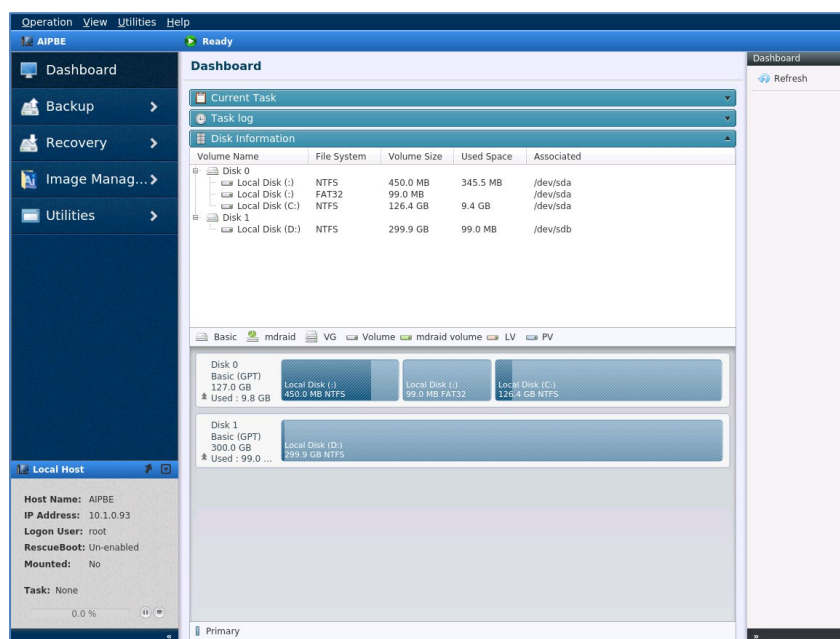 Operation View Utilities Help
AIPBE
Ready
Dashboard
Backup
Recovery
Image Manag...
Utilities
Dashboard
Current Task
Task log
Disk Information
Volume Name File System Volume Size Used Space Associated
Disk 0
Local Disk (:) NTFS 450.0 MB 345.5 MB /dev/sda
Local Disk (:) FAT32 99.0 MB /dev/sda
Local Disk (C:) NTFS 126.4 GB 9.4 GB /dev/sda
Disk 1
Local Disk (D:) NTFS 299.9 GB 99.0 MB /dev/sdb
Basic mdraid VG Volume mdraid volume LV PV
Disk 0
Basic (GPT)
127.0 GB
Used : 9.8 GB
Local Disk (:)
450.0 MB NTFS
Local Disk (:)
99.0 MB FAT32
Local Disk (C:)
126.4 GB NTFS
Disk 1
Basic (GPT)
300.0 GB
Used : 99.0 ...
Local Disk (D:)
299.9 GB NTFS
Primary
Local Host
Host Name: AIPBE
IP Address: 10.1.0.93
Logon User: root
RescueBoot: Un-enabled
Mounted: No
Task: None
0.0 %
«
Dashboard
Refresh
»